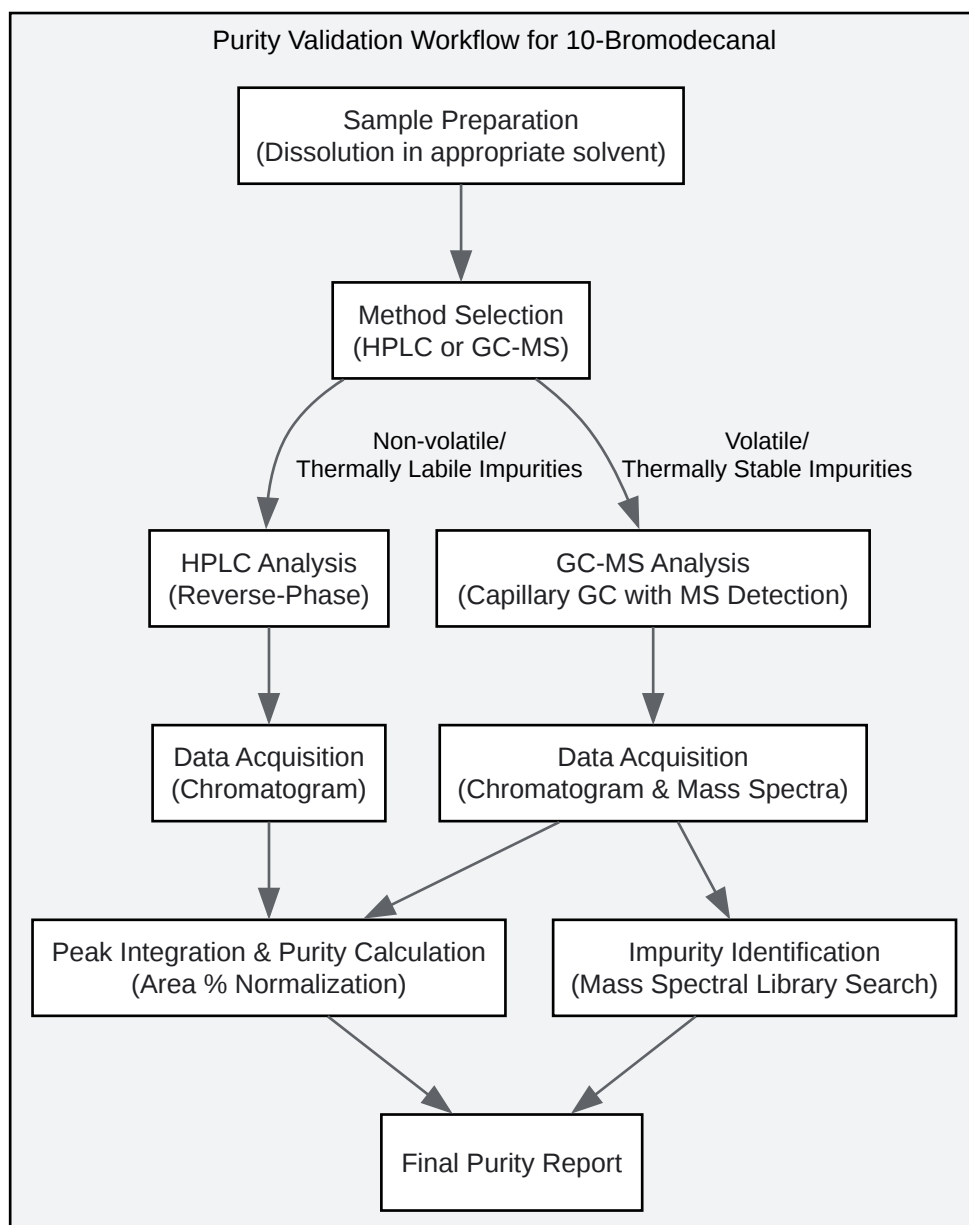 Purity Validation Workflow for 10-Bromodecanal
Sample Preparation
(Dissolution in appropriate solvent)
Method Selection
(HPLC or GC-MS)
Non-volatile/
Thermally Labile Impurities
Volatile/
Thermally Stable Impurities
HPLC Analysis
(Reverse-Phase)
GC-MS Analysis
(Capillary GC with MS Detection)
Data Acquisition
(Chromatogram)
Data Acquisition
(Chromatogram & Mass Spectra)
Peak Integration & Purity Calculation
(Area % Normalization)
Impurity Identification
(Mass Spectral Library Search)
Final Purity Report